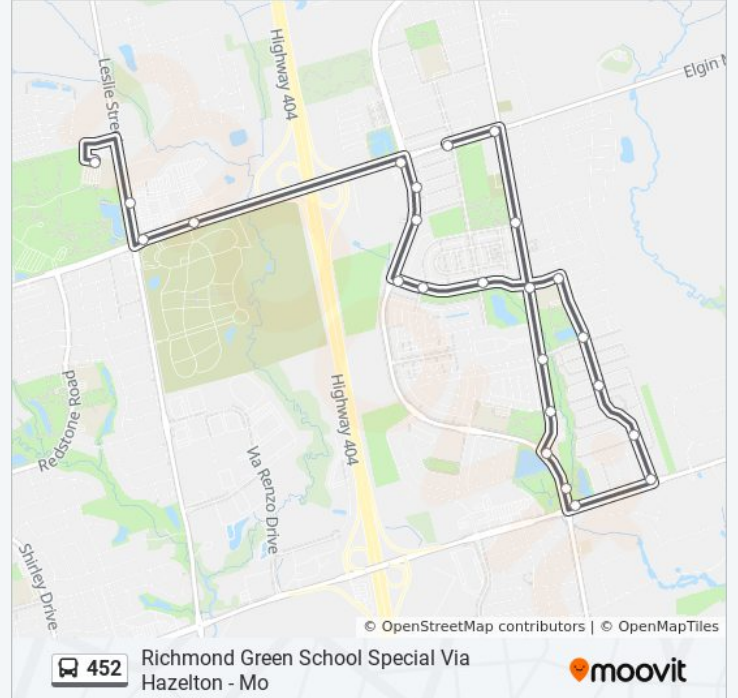 Highway 404
Leslie Stre
Elgin M
Redstone Road
Highway 404
Via Renzo Drive
Shirley Drive
© OpenStreetMap contributors | © OpenMapTiles
452
Richmond Green School Special Via
Hazelton - Mo
moovit